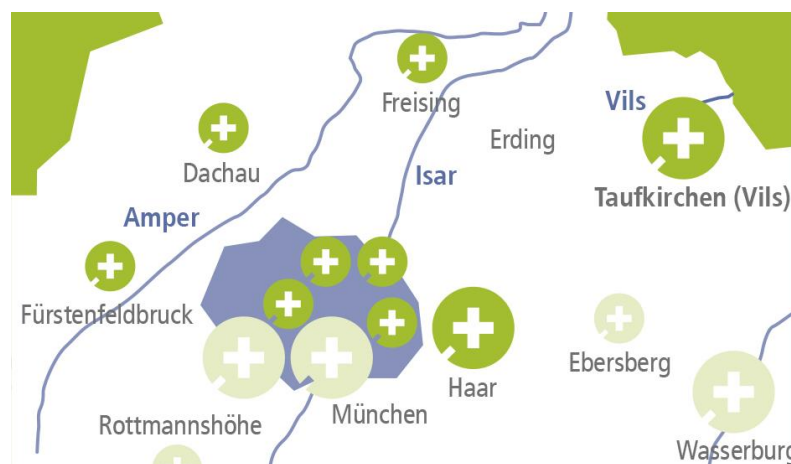 Freising
Vils
Erding
Dachau
Isar
Taufkirchen (Vils)
Amper
Fürstenfeldbruck
Ebersberg
Haar
München
Rottmannshöhe
Wasserburg